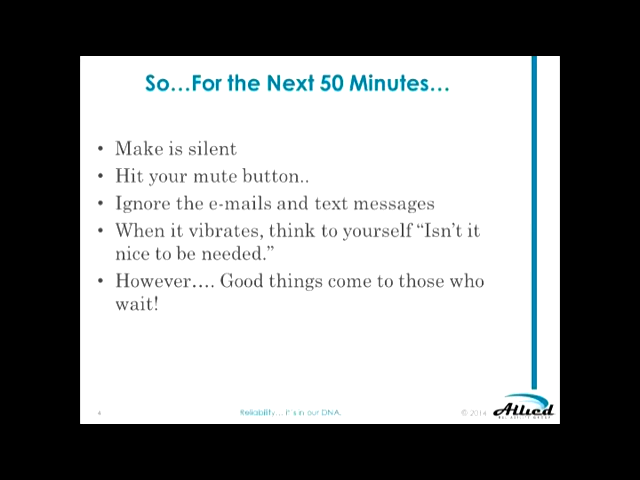 So…For the Next 50 Minutes…
• Make is silent
• Hit your mute button..
• Ignore the e-mails and text messages
• When it vibrates, think to yourself “Isn’t it
nice to be needed.”
• However…. Good things come to those who
wait!
4
Reliability… it’s in our DNA.
© 2014
Allied